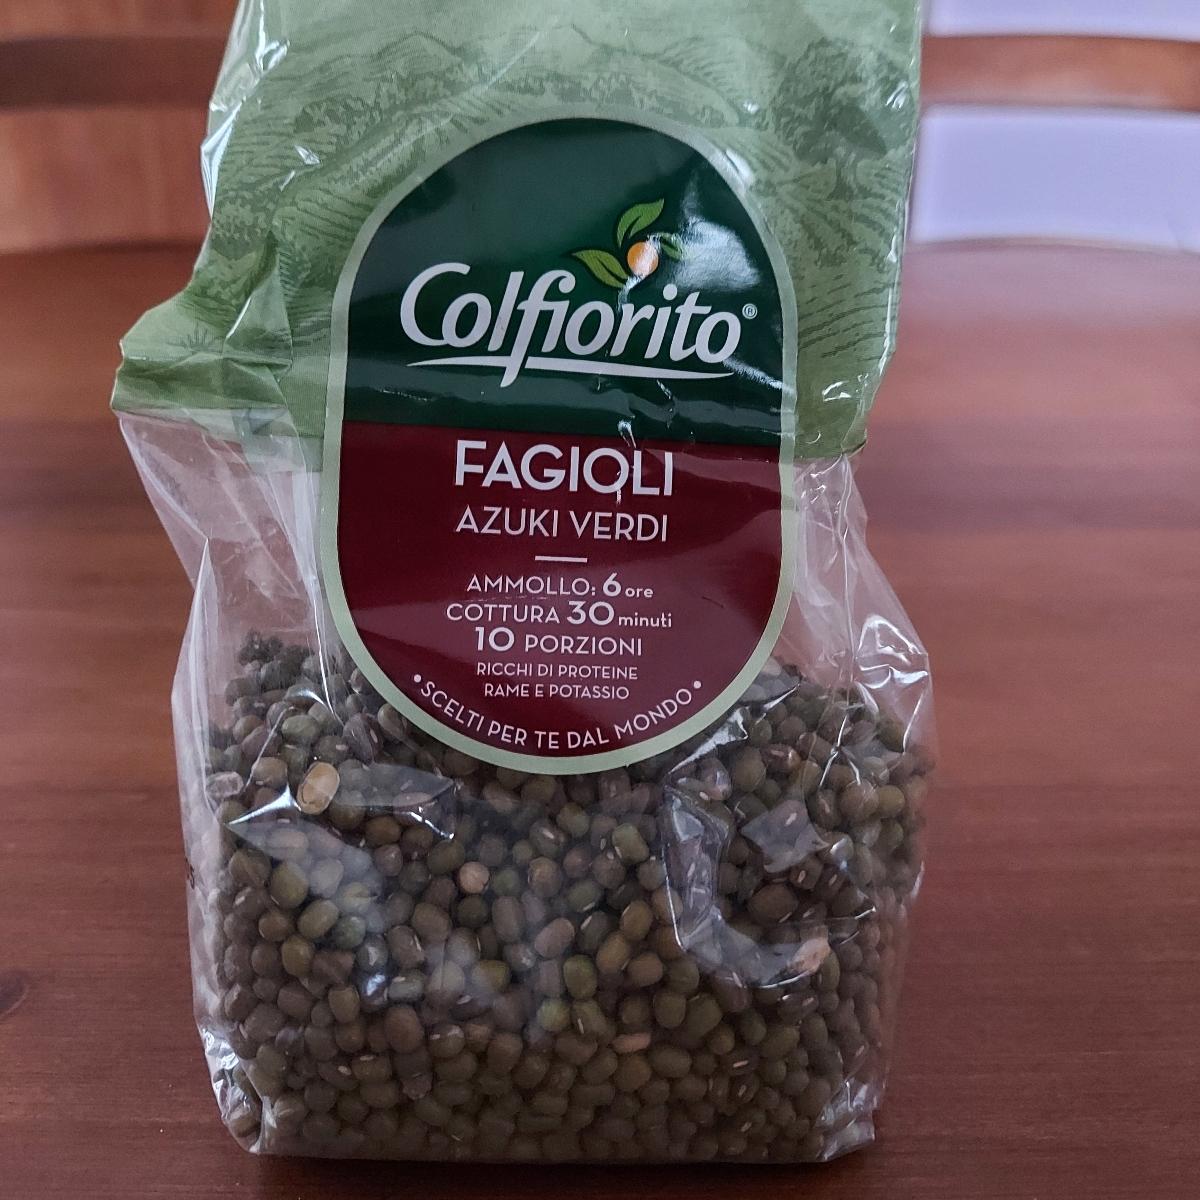 Colfiorito®
FAGIOLI
AZUKI VERDI
AMMOLLO: 6 ore
COTTURA 30 minuti
10 PORZIONI
RICCHI DI PROTEINE
RAME E POTASSIO
• SCELTI PER TE DAL MONDO •